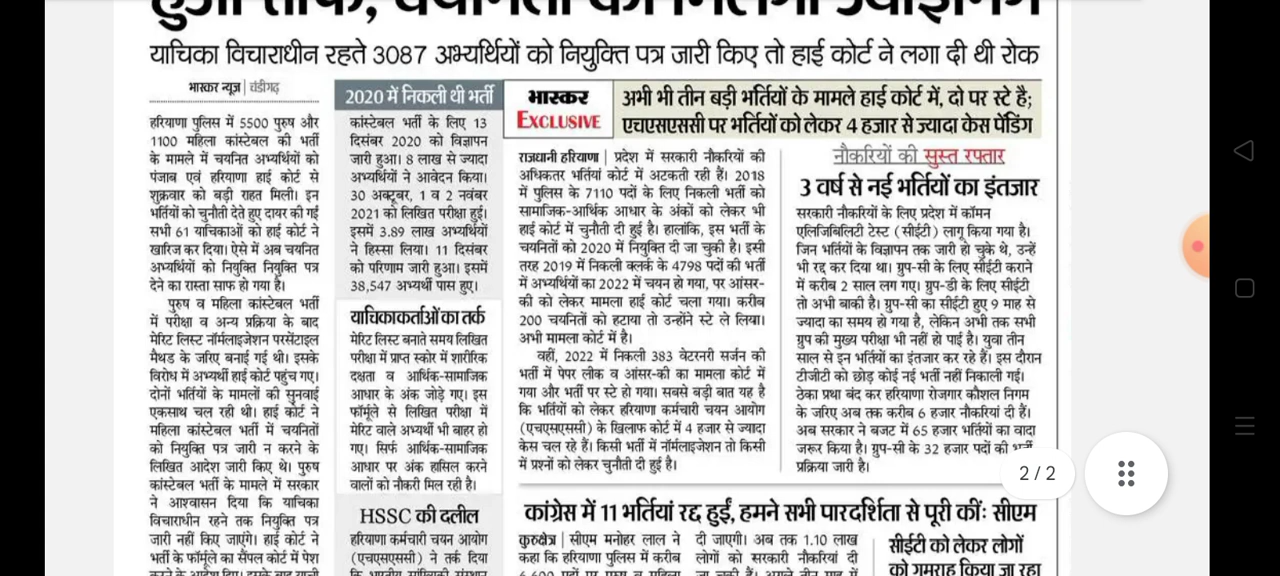 याचिका विचाराधीन रहते 3087 अभ्यर्थियों को नियुक्ति पत्र जारी किए तो हाई कोर्ट ने लगा दी थी रोक
भास्कर न्यूज | चंडीगढ़
हरियाणा पुलिस में 5500 पुरुष और
1100 महिला कांस्टेबल की भर्ती
के मामले में चयनित अभ्यर्थियों को
पंजाब एवं हरियाणा हाई कोर्ट से
शुक्रवार को बड़ी राहत मिली। इन
भर्तियों को चुनौती देते हुए दायर की गई
सभी 61 याचिकाओं को हाई कोर्ट ने
खारिज कर दिया। ऐसे में अब चयनित
अभ्यर्थियों को नियुक्ति नियुक्ति पत्र
देने का रास्ता साफ हो गया है।
पुरुष व महिला कांस्टेबल भर्ती
में परीक्षा व अन्य प्रक्रिया के बाद
मेरिट लिस्ट नॉर्मलाइजेशन परसेंटाइल
मैथड के जरिए बनाई गई थी। इसके
विरोध में अभ्यर्थी हाई कोर्ट पहुंच गए।
दोनों भर्तियों के मामलों की सुनवाई
एकसाथ चल रही थी। हाई कोर्ट ने
महिला कांस्टेबल भर्ती में चयनितों
को नियुक्ति पत्र जारी न करने के
लिखित आदेश जारी किए थे। पुरुष
कांस्टेबल भर्ती के मामले में सरकार
ने आश्वासन दिया कि याचिका
विचाराधीन रहने तक नियुक्ति पत्र
जारी नहीं किए जाएंगे। हाई कोर्ट ने
भर्ती के फॉर्मूले का सैंपल कोर्ट में पेश
2020 में निकली थी भर्ती
कांस्टेबल भर्ती के लिए 13
दिसंबर 2020 को विज्ञापन
जारी हुआ। 8 लाख से ज्यादा
अभ्यर्थियों ने आवेदन किया।
30 अक्टूबर, 1 व 2 नवंबर
2021 को लिखित परीक्षा हुई।
इसमें 3.89 लाख अभ्यर्थियों
ने हिस्सा लिया। 11 दिसंबर
को परिणाम जारी हुआ। इसमें
38,547 अभ्यर्थी पास हुए।
याचिकाकर्ताओं का तर्क
मेरिट लिस्ट बनाते समय लिखित
परीक्षा में प्राप्त स्कोर में शारीरिक
दक्षता व आर्थिक-सामाजिक
आधार के अंक जोड़े गए। इस
फॉर्मूले से लिखित परीक्षा में
मेरिट वाले अभ्यर्थी भी बाहर हो
गए। सिर्फ आर्थिक-सामाजिक
आधार पर अंक हासिल करने
वालों को नौकरी मिल रही है।
HSSC की दलील
हरियाणा कर्मचारी चयन आयोग
(एचएसएससी) ने तर्क दिया
भास्कर
EXCLUSIVE
अभी भी तीन बड़ी भर्तियों के मामले हाई कोर्ट में, दो पर स्टे है;
एचएसएससी पर भर्तियों को लेकर 4 हजार से ज्यादा केस पेंडिंग
राजधानी हरियाणा | प्रदेश में सरकारी नौकरियों की
अधिकतर भर्तियां कोर्ट में अटकती रही हैं। 2018
में पुलिस के 7110 पदों के लिए निकली भर्ती को
सामाजिक-आर्थिक आधार के अंकों को लेकर भी
हाई कोर्ट में चुनौती दी हुई है। हालांकि, इस भर्ती के
चयनितों को 2020 में नियुक्ति दी जा चुकी है। इसी
तरह 2019 में निकली क्लर्क के 4798 पदों की भर्ती
में अभ्यर्थियों का 2022 में चयन हो गया, पर आंसर-
की को लेकर मामला हाई कोर्ट चला गया। करीब
200 चयनितों को हटाया तो उन्होंने स्टे ले लिया।
अभी मामला कोर्ट में है।
वहीं, 2022 में निकली 383 वेटरनरी सर्जन की
भर्ती में पेपर लीक व आंसर-की का मामला कोर्ट में
गया और भर्ती पर स्टे हो गया। सबसे बड़ी बात यह है
कि भर्तियों को लेकर हरियाणा कर्मचारी चयन आयोग
(एचएसएससी) के खिलाफ कोर्ट में 4 हजार से ज्यादा
केस चल रहे हैं। किसी भर्ती में नॉर्मलाइजेशन तो किसी
में प्रश्नों को लेकर चुनौती दी हुई है।
नौकरियों की सुस्त रफ्तार
3 वर्ष से नई भर्तियों का इंतजार
सरकारी नौकरियों के लिए प्रदेश में कॉमन
एलिजिबिलिटी टेस्ट (सीईटी) लागू किया गया है।
जिन भर्तियों के विज्ञापन तक जारी हो चुके थे, उन्हें
भी रद्द कर दिया था। ग्रुप-सी के लिए सीईटी कराने
में करीब 2 साल लग गए। ग्रुप-डी के लिए सीईटी
तो अभी बाकी है। ग्रुप-सी का सीईटी हुए 9 माह से
ज्यादा का समय हो गया है, लेकिन अभी तक सभी
ग्रुप की मुख्य परीक्षा भी नहीं हो पाई है। युवा तीन
साल से इन भर्तियों का इंतजार कर रहे हैं। इस दौरान
टीजीटी को छोड़ कोई नई भर्ती नहीं निकाली गई।
ठेका प्रथा बंद कर हरियाणा रोजगार कौशल निगम
के जरिए अब तक करीब 6 हजार नौकरियां दी हैं।
अब सरकार ने बजट में 65 हजार भर्तियों का वादा
जरूर किया है। ग्रुप-सी के 32 हजार पदों की
प्रक्रिया जारी है।
2/2
कांग्रेस में 11 भर्तियां रद्द हुईं, हमने सभी पारदर्शिता से पूरी कीं: सीएम
कुरुक्षेत्र | सीएम मनोहर लाल ने
कहा कि हरियाणा पुलिस में करीब
दी जाएगी। अब तक 1.10 लाख
लोगों को सरकारी नौकरियां दी
सीईटी को लेकर लोगों
को गुमराह किया जा रहा